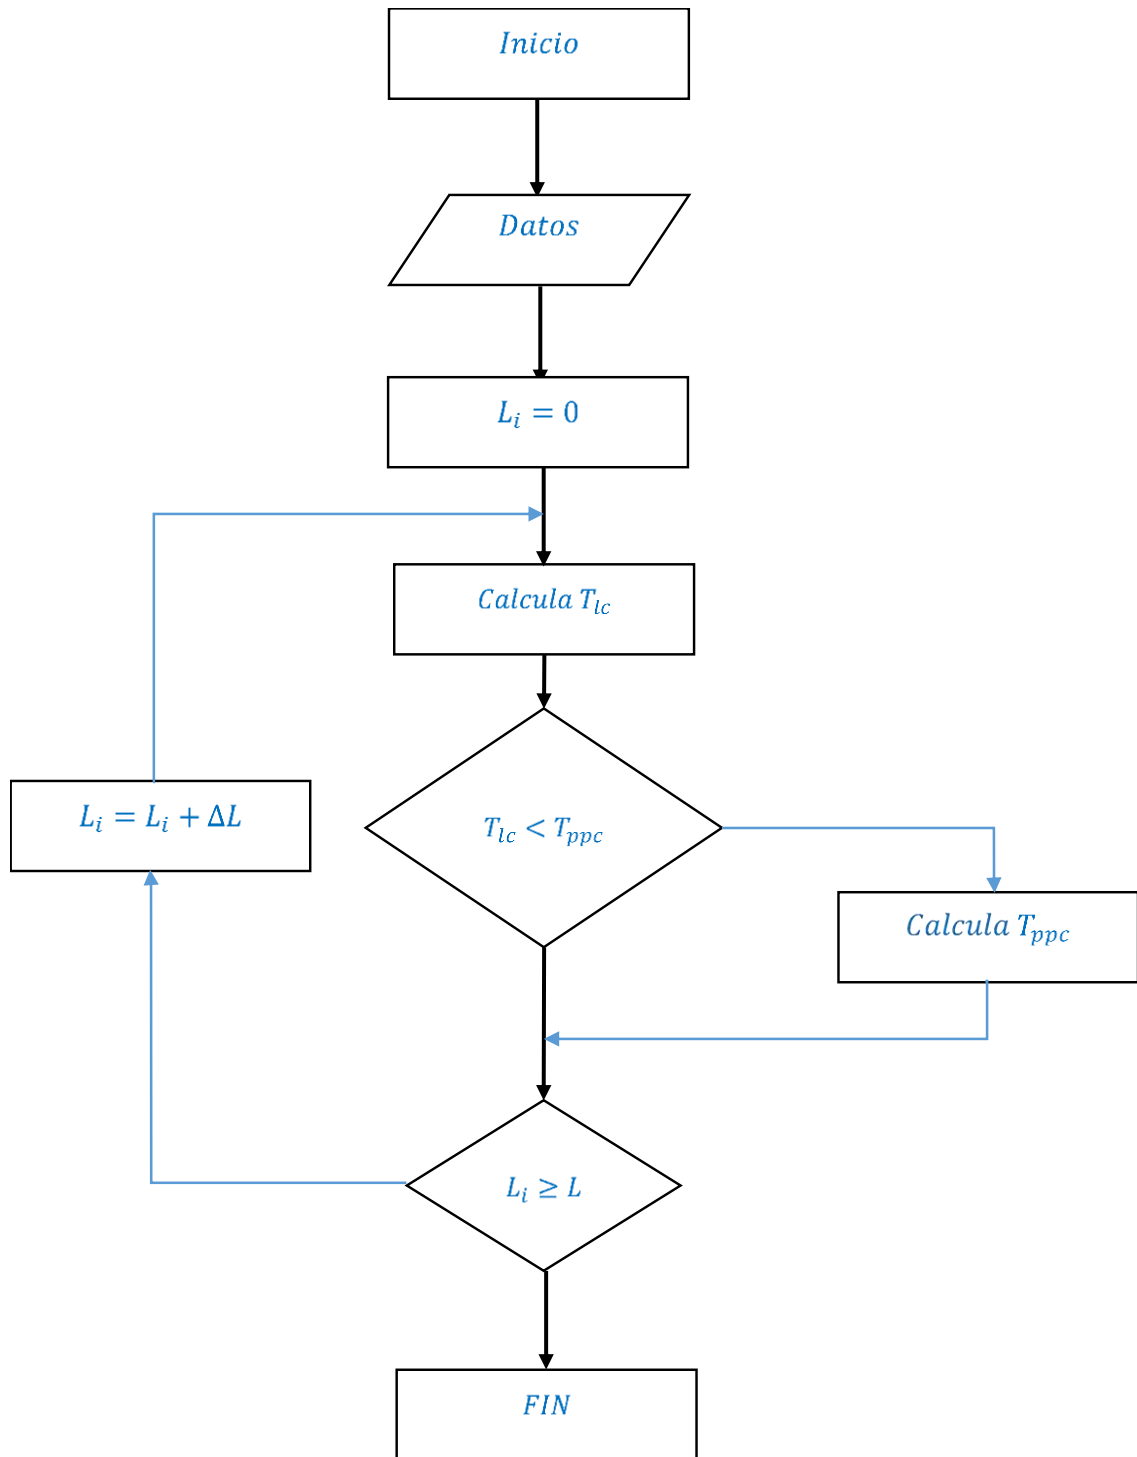 Inicio
Datos
L_i = 0
Calcula T_lc
T_lc < T_ppc
L_i = L_i + ΔL
Calcula T_ppc
L_i ≥ L
FIN